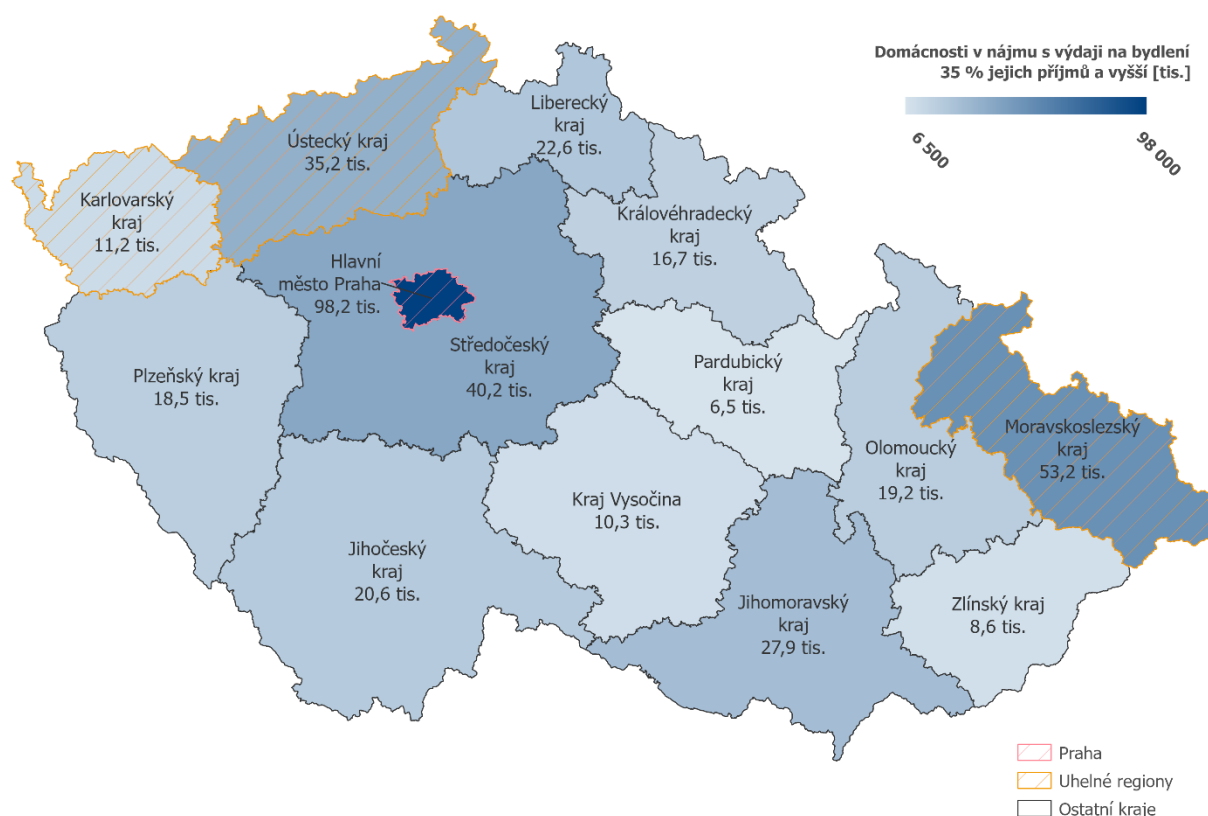 Domácnosti v nájmu s výdaji na bydlení
35 % jejich příjmů a vyšší [tis.]
6 500
98 000
Liberecký
kraj
22,6 tis.
Ústecký kraj
35,2 tis.
Karlovarský
kraj
11,2 tis.
Královéhradecký
kraj
16,7 tis.
Hlavní
město Praha
98,2 tis.
Středočeský
kraj
40,2 tis.
Pardubický
kraj
6,5 tis.
Plzeňský kraj
18,5 tis.
Moravskoslezský
kraj
53,2 tis.
Olomoucký
kraj
19,2 tis.
Kraj Vysočina
10,3 tis.
Jihočeský
kraj
20,6 tis.
Jihomoravský
kraj
27,9 tis.
Zlínský kraj
8,6 tis.
Praha
Uhelné regiony
Ostatní kraje